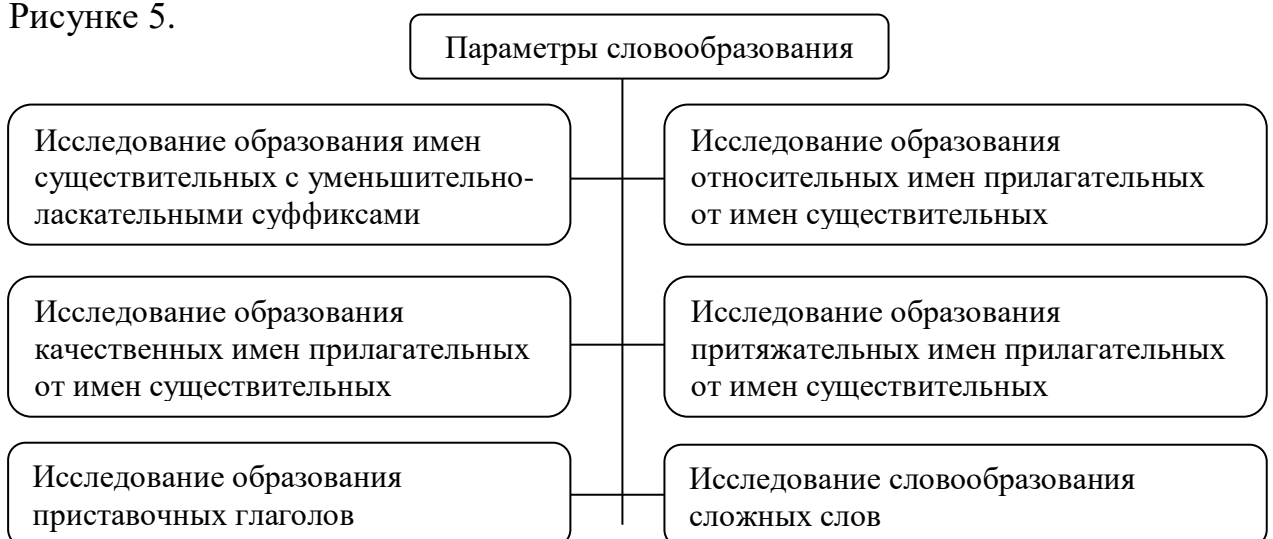 Рисунке 5.
Параметры словообразования
Исследование образования имен
существительных с уменьшительно-
ласкательными суффиксами
Исследование образования
относительных имен прилагательных
от имен существительных
Исследование образования
качественных имен прилагательных
от имен существительных
Исследование образования
притяжательных имен прилагательных
от имен существительных
Исследование образования
приставочных глаголов
Исследование словообразования
сложных слов